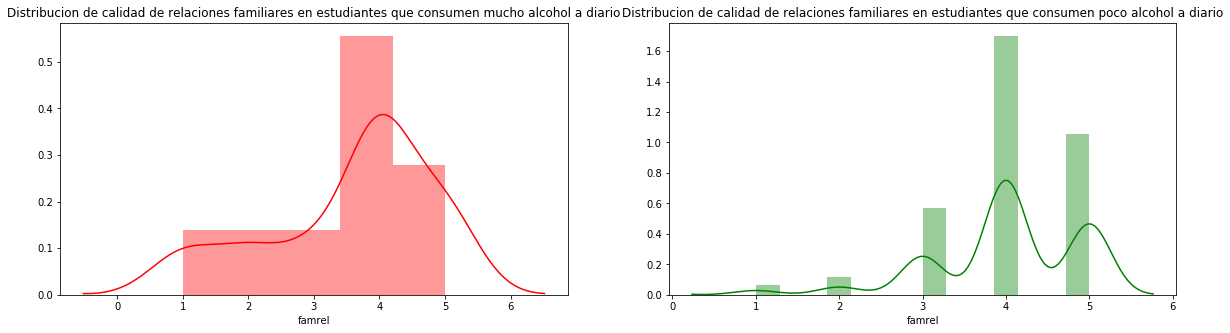 Distribucion de calidad de relaciones familiares en estudiantes que consumen mucho alcohol a diario
0.5
0.4
0.3
0.2
0.1
0.0
0 1 2 3 4 5 6
famrel
Distribucion de calidad de relaciones familiares en estudiantes que consumen poco alcohol a diario
1.6
1.4
1.2
1.0
0.8
0.6
0.4
0.2
0.0
0 1 2 3 4 5 6
famrel